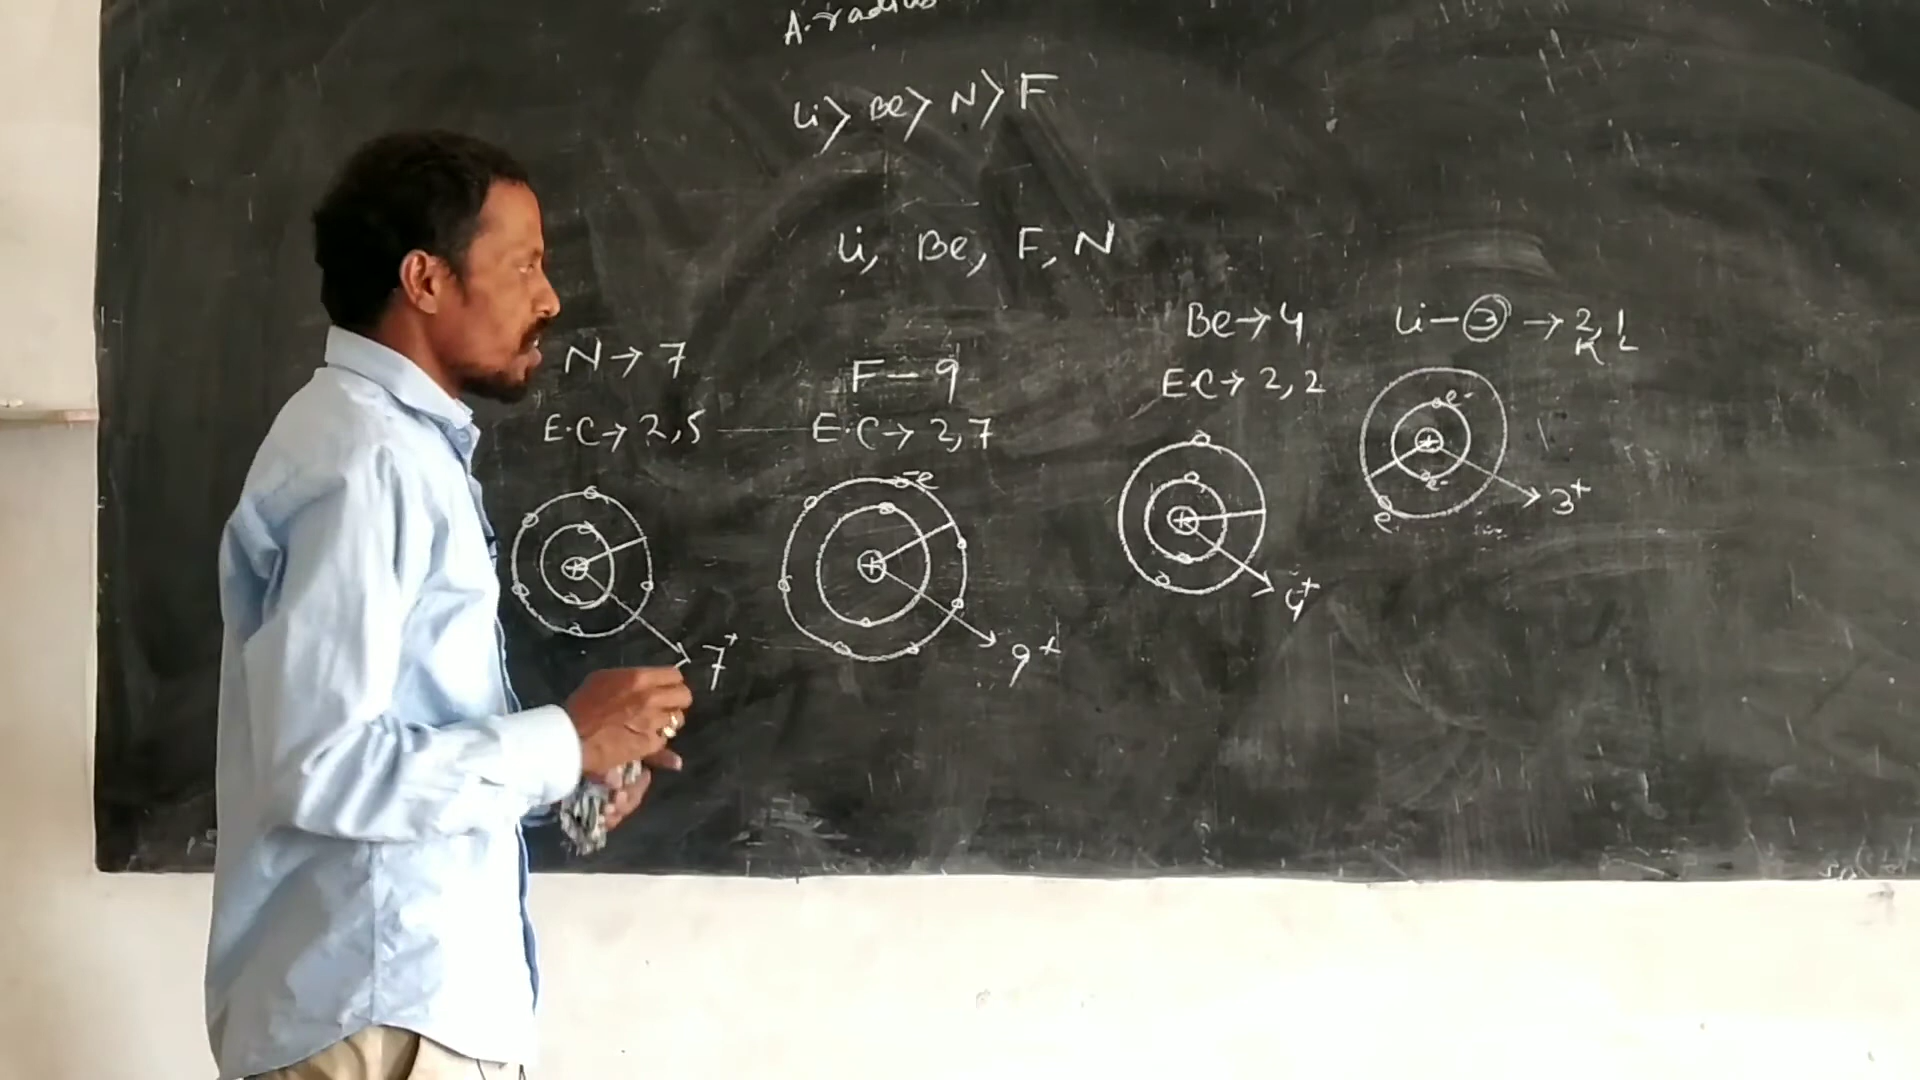 A. radius
Li > Be > N > F
Li, Be, F, N
N → 7
E.C → 2,5
7+
F - 9
E.C → 2,7
-e
9+
Be → 4
E.C → 2, 2
4+
Li - 3 → 2, 1
K L
e-
e-
e
3+